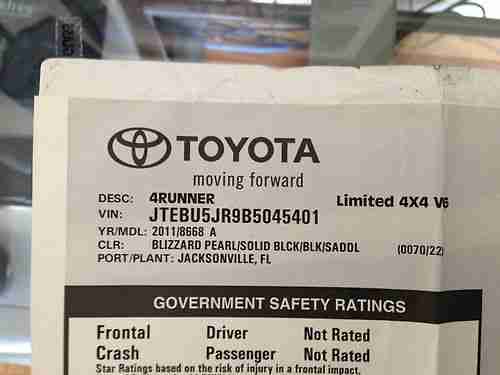 TOYOTA
moving forward
DESC: 4RUNNER Limited 4X4 V6
VIN: JTEBU5JR9B5045401
YR/MDL: 2011/8668 A
CLR: BLIZZARD PEARL/SOLID BLCK/BLK/SADDL (0070/22)
PORT/PLANT: JACKSONVILLE, FL
GOVERNMENT SAFETY RATINGS
Frontal Driver Not Rated
Crash Passenger Not Rated
Star Ratings based on the risk of injury in a frontal impact.